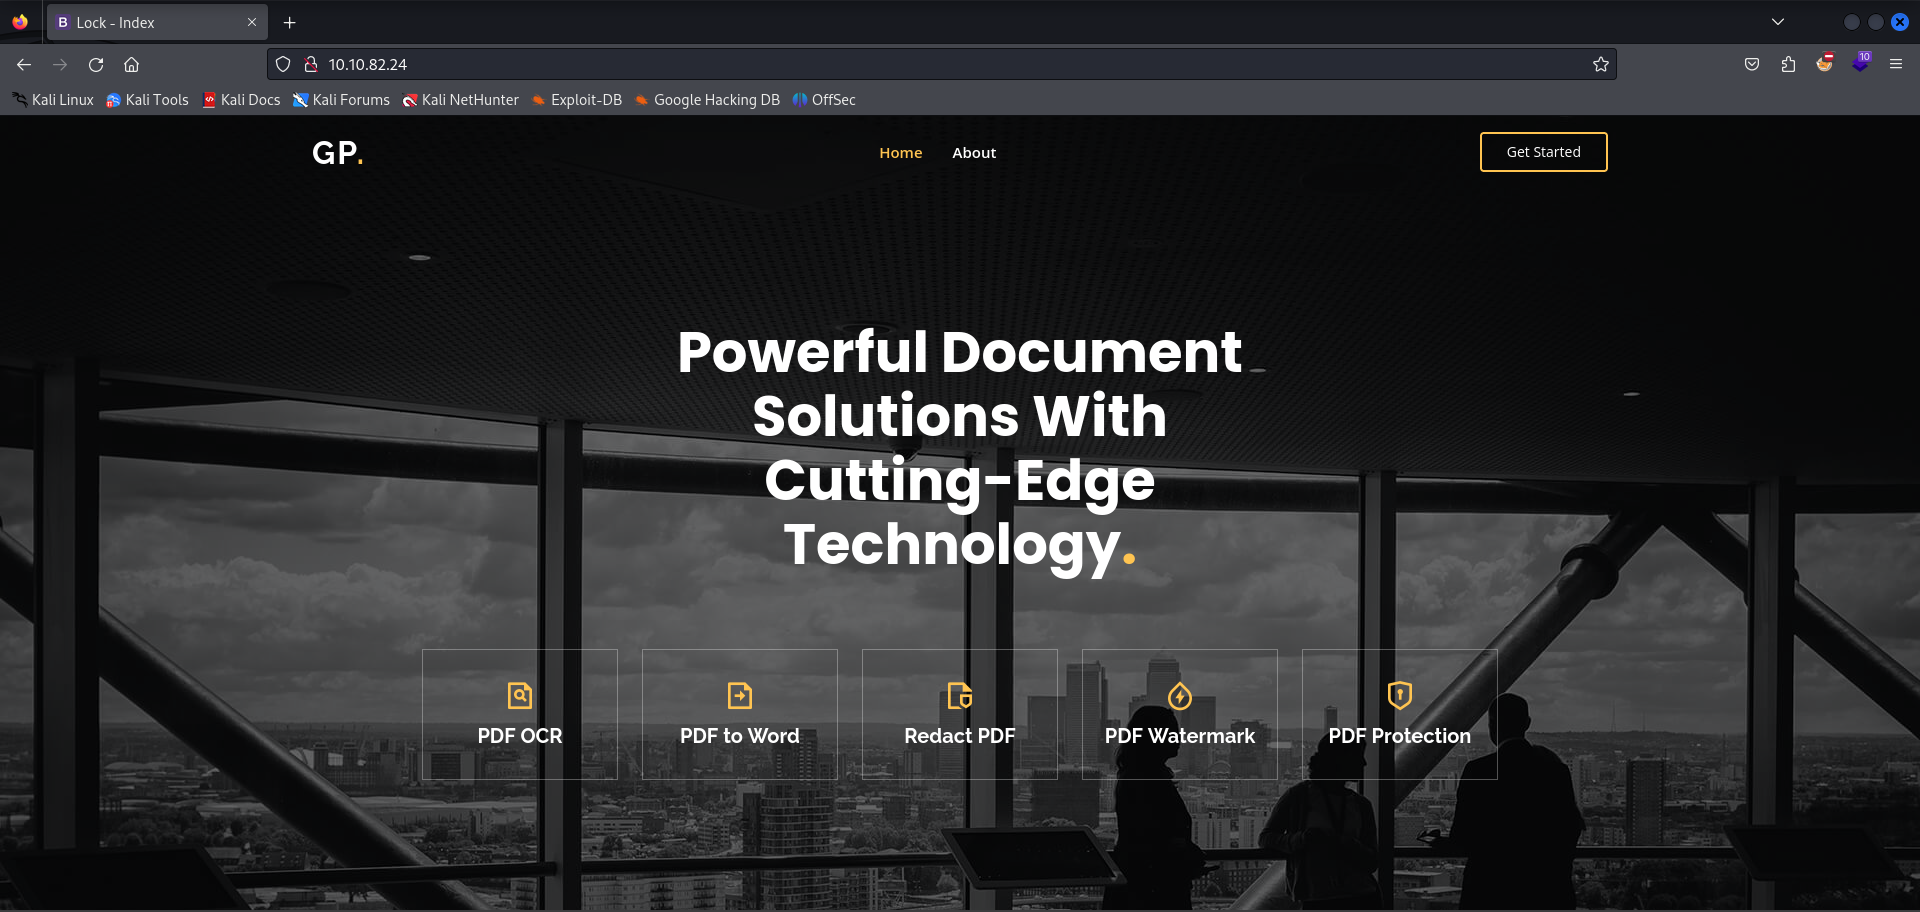 B Lock - Index
10.10.82.24
10
Kali Linux Kali Tools Kali Docs Kali Forums Kali NetHunter Exploit-DB Google Hacking DB OffSec
GP.
Home About
Get Started
Powerful Document
Solutions With
Cutting-Edge
Technology.
PDF OCR PDF to Word Redact PDF PDF Watermark PDF Protection